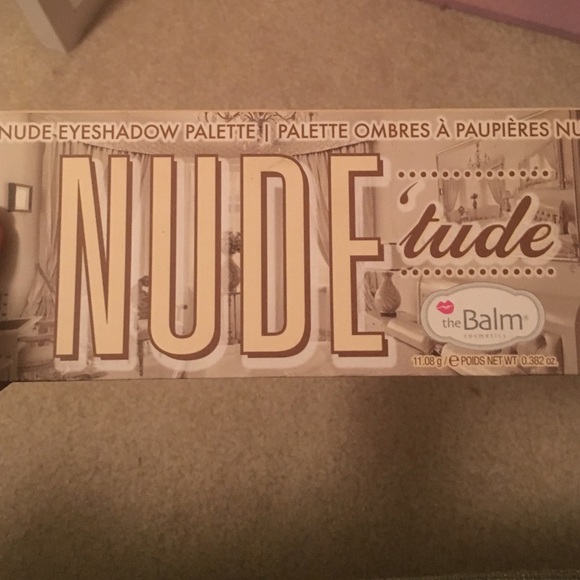 NUDE EYESHADOW PALETTE | PALETTE OMBRES À PAUPIÈRES NU
NUDE
'tude
the Balm®
cosmetics
11.08 g / ℮ POIDS NET WT 0.382 oz.